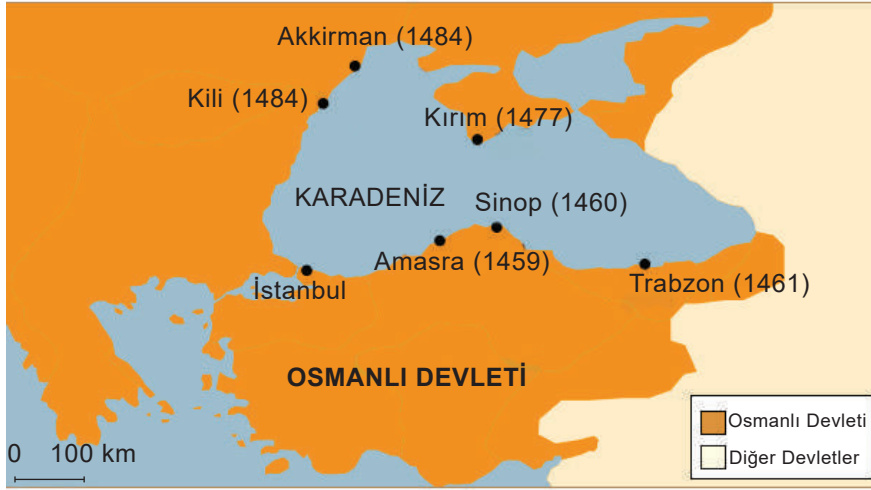 Akkirman (1484)
Kili (1484)
Kırım (1477)
KARADENİZ
Sinop (1460)
Amasra (1459)
İstanbul
Trabzon (1461)
OSMANLI DEVLETİ
Osmanlı Devleti
Diğer Devletler
0 100 km